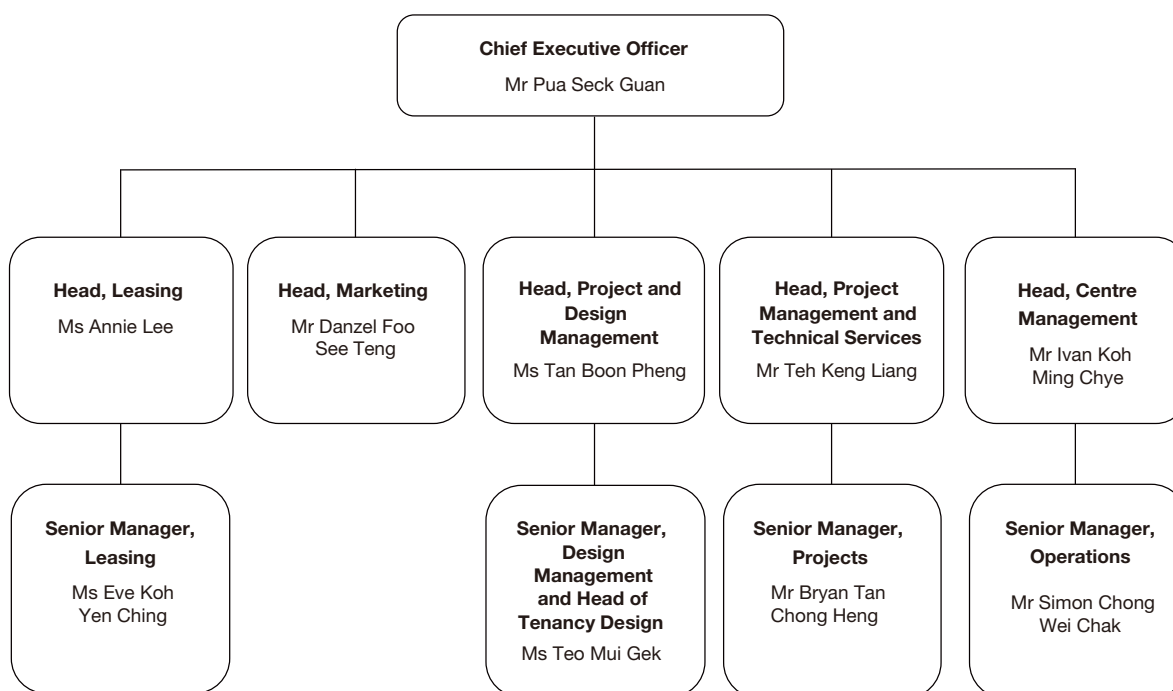 Chief Executive Officer
Mr Pua Seck Guan
Head, Leasing
Ms Annie Lee
Head, Marketing
Mr Danzel Foo
See Teng
Head, Project and
Design
Management
Ms Tan Boon Pheng
Head, Project
Management and
Technical Services
Mr Teh Keng Liang
Head, Centre
Management
Mr Ivan Koh
Ming Chye
Senior Manager,
Leasing
Ms Eve Koh
Yen Ching
Senior Manager,
Design
Management
and Head of
Tenancy Design
Ms Teo Mui Gek
Senior Manager,
Projects
Mr Bryan Tan
Chong Heng
Senior Manager,
Operations
Mr Simon Chong
Wei Chak